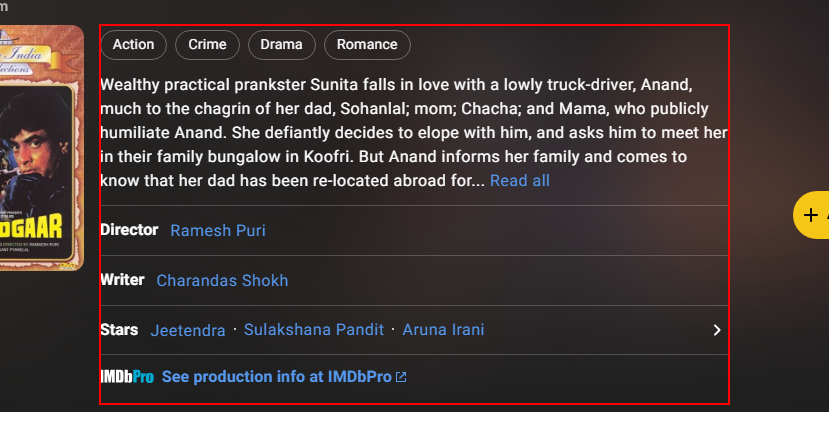 m
India
Action
Crime
Drama
Romance
Wealthy practical prankster Sunita falls in love with a lowly truck-driver, Anand,
much to the chagrin of her dad, Sohanlal; mom; Chacha; and Mama, who publicly
humiliate Anand. She defiantly decides to elope with him, and asks him to meet her
in their family bungalow in Koofri. But Anand informs her family and comes to
know that her dad has been re-located abroad for... Read all
OGAAR
Director Ramesh Puri
Writer Charandas Shokh
Stars Jeetendra · Sulakshana Pandit · Aruna Irani
IMDbPro See production info at IMDbPro